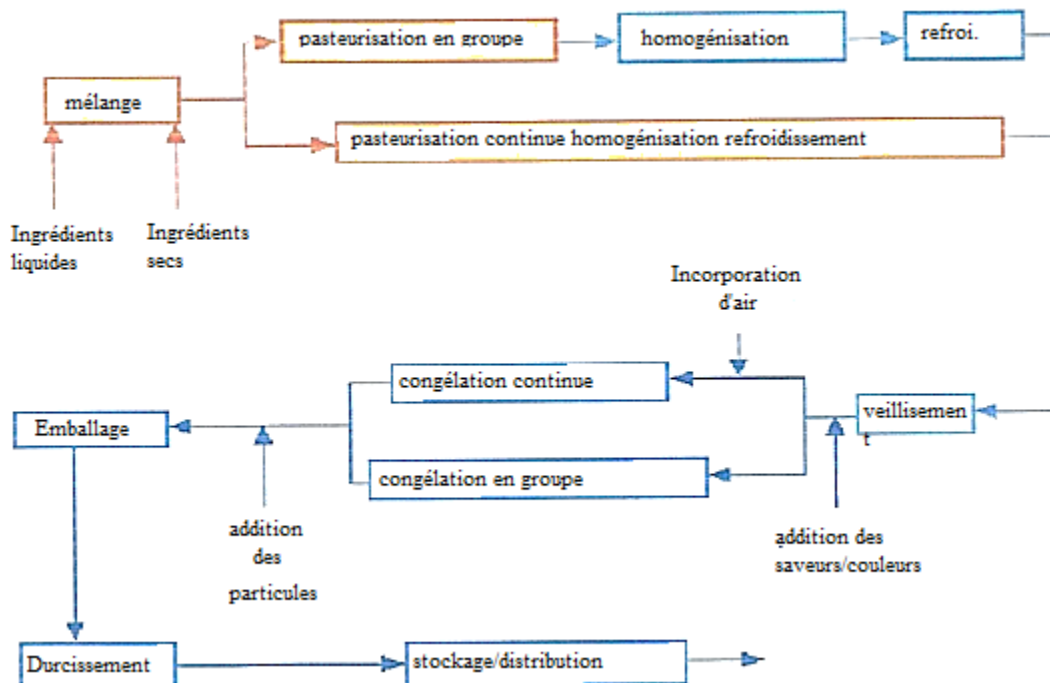 pasteurisation en groupe
homogénisation
refroi.
mélange
pasteurisation continue homogénisation refroidissement
Ingrédients
liquides
Ingrédients
secs
Incorporation
d'air
congélation continue
veillisemen
t
Emballage
congélation en groupe
addition
des
particules
addition des
saveurs/couleurs
Durcissement
stockage/distribution